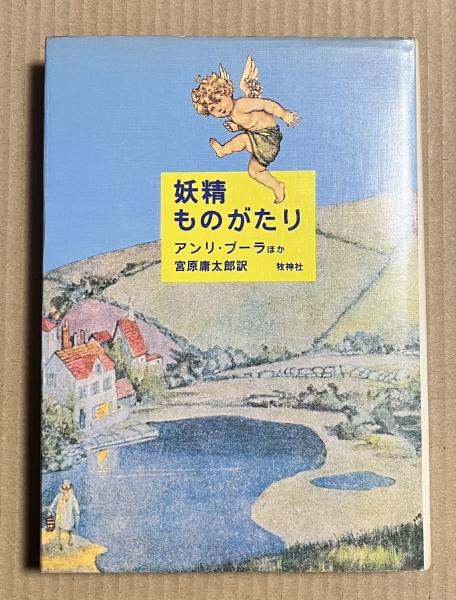 妖精
ものがたり
アンリ・プーラほか
宮原庸太郎訳 牧神社